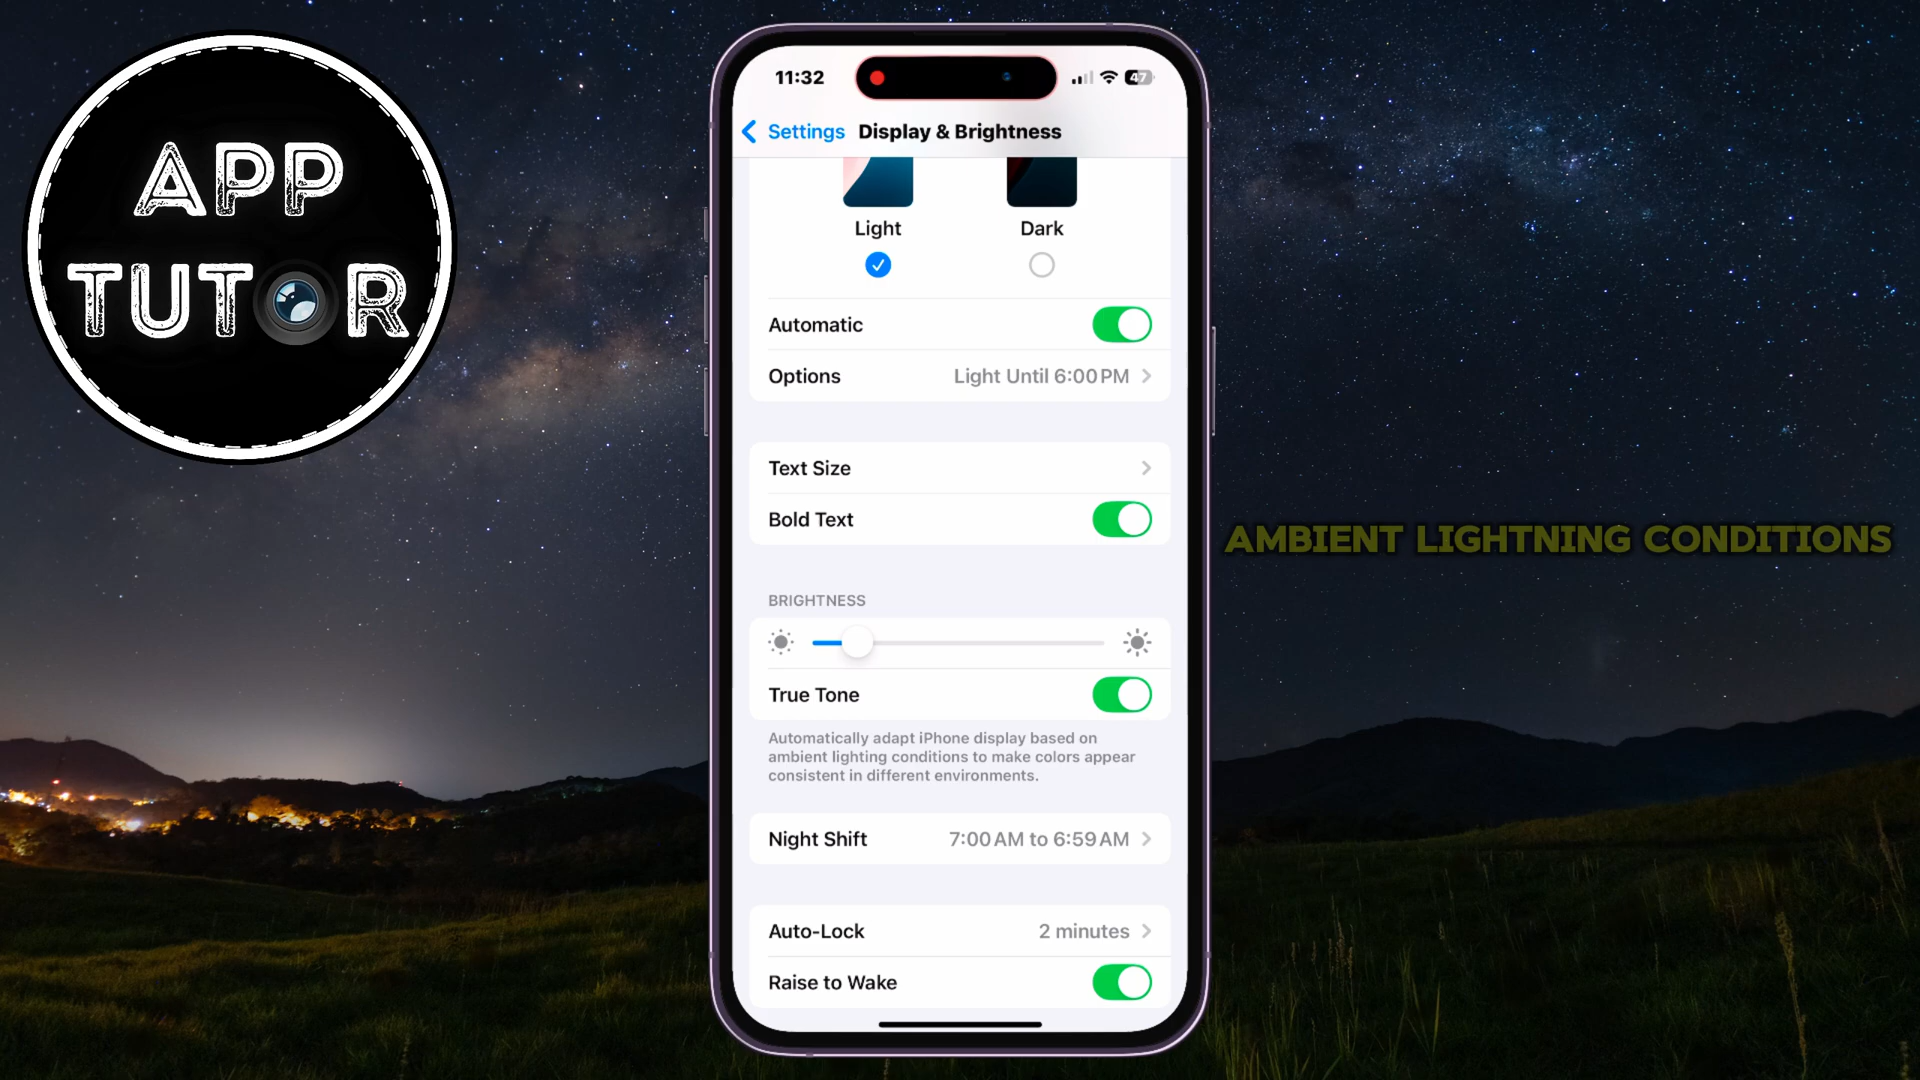 APP
TUTOR
11:32
47
Settings
Display & Brightness
Light
Dark
Automatic
Options
Light Until 6:00 PM
Text Size
Bold Text
BRIGHTNESS
True Tone
Automatically adapt iPhone display based on
ambient lighting conditions to make colors appear
consistent in different environments.
Night Shift
7:00 AM to 6:59 AM
Auto-Lock
2 minutes
Raise to Wake
AMBIENT LIGHTNING CONDITIONS